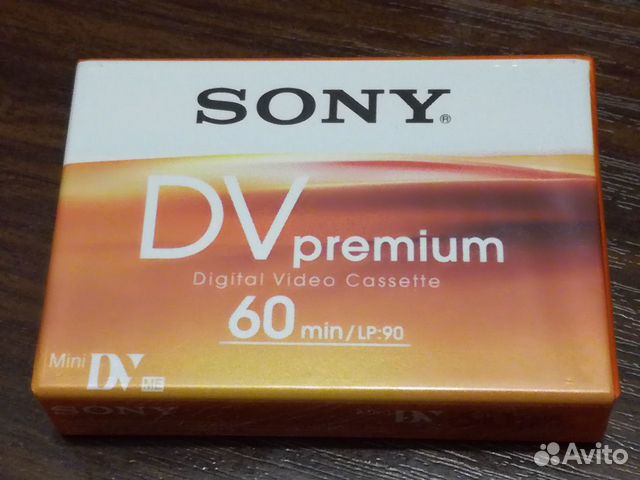 SONY®
DV premium
Digital Video Cassette
60 min/LP:90
Mini DV ME
SONY
Avito